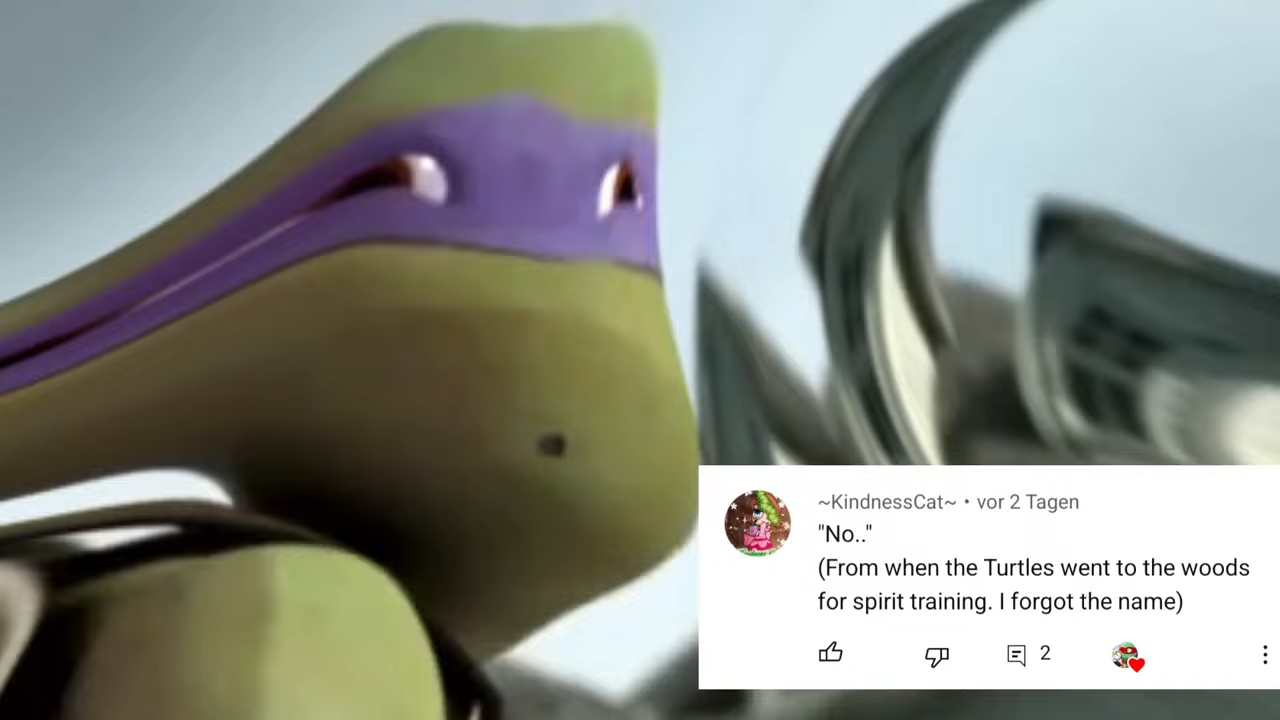 ~KindnessCat~ • vor 2 Tagen
"No.."
(From when the Turtles went to the woods
for spirit training. I forgot the name)
2